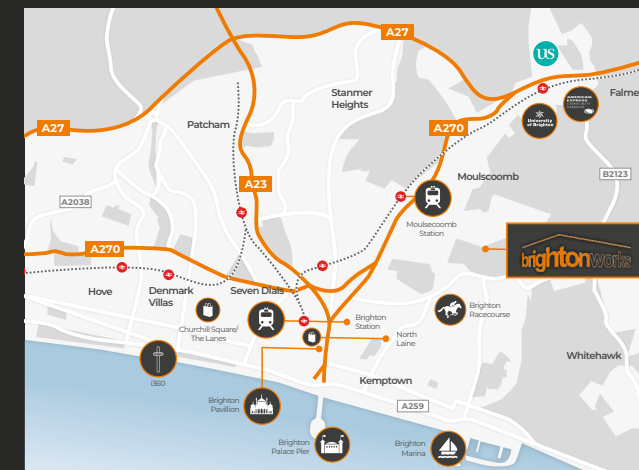 A27
US
Stanmer
Heights
AMERICAN
EXPRESS
University
of Brighton
Falme
A27
Patcham
A270
Moulscoomb
B2123
A23
A2038
Moulsecoomb
Station
A270
brightonworks
Hove
Denmark
Villas
Seven Dials
Churchill Square/
The Lanes
Brighton
Station
North
Laine
Brighton
Racecourse
Whitehawk
i360
Kemptown
Brighton
Pavilion
A259
Brighton
Palace Pier
Brighton
Marina